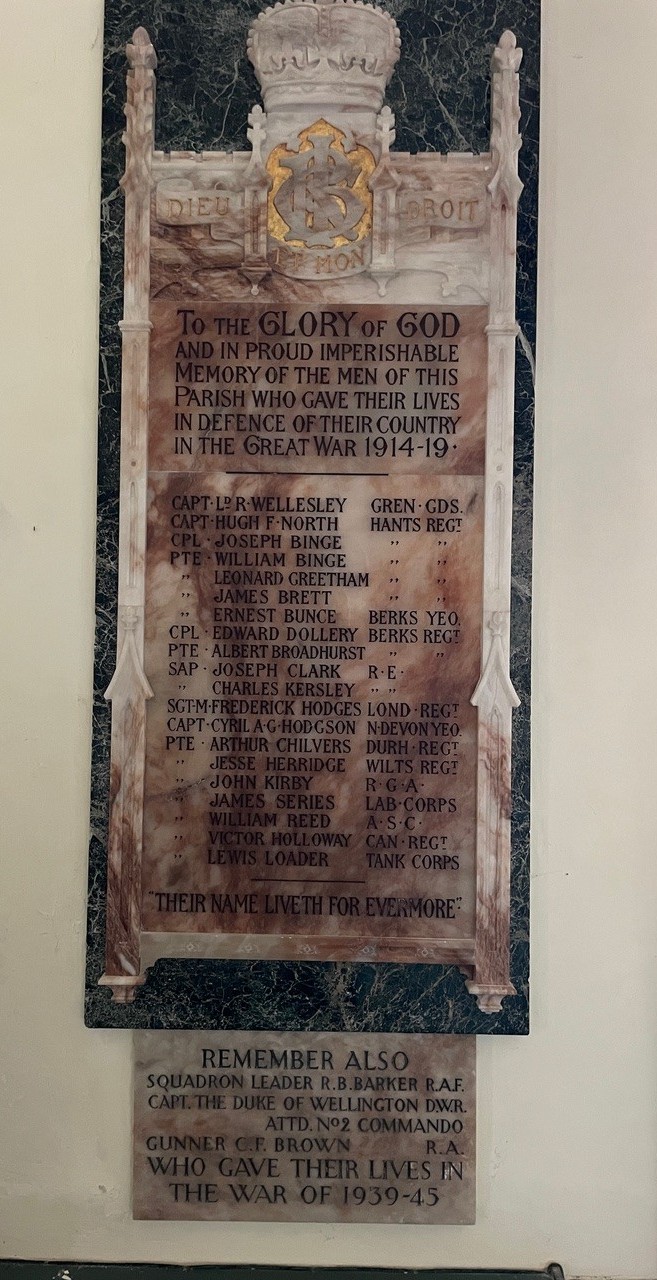 DIEU
DROIT
ET MON
TO THE GLORY OF GOD
AND IN PROUD IMPERISHABLE
MEMORY OF THE MEN OF THIS
PARISH WHO GAVE THEIR LIVES
IN DEFENCE OF THEIR COUNTRY
IN THE GREAT WAR 1914-19·
CAPT·Lᴰ R·WELLESLEY GREN·GDS.
CAPT·HUGH F·NORTH HANTS REGᵀ
CPL·JOSEPH BINGE ,, ,,
PTE·WILLIAM BINGE ,, ,,
,, LEONARD GREETHAM ,, ,,
,, JAMES BRETT ,, ,,
,, ERNEST BUNCE BERKS YEO.
CPL·EDWARD DOLLERY BERKS REGᵀ
PTE·ALBERT BROADHURST ,, ,,
SAP·JOSEPH CLARK R·E·
,, CHARLES KERSLEY ,, ,,
SGT·M·FREDERICK HODGES LOND·REGᵀ
CAPT·CYRIL A·G·HODGSON N·DEVON YEO.
PTE·ARTHUR CHILVERS DURH·REGᵀ
,, JESSE HERRIDGE WILTS REGᵀ
,, JOHN KIRBY R·G·A·
,, JAMES SERIES LAB·CORPS
,, WILLIAM REED A·S·C·
,, VICTOR HOLLOWAY CAN·REGᵀ
,, LEWIS LOADER TANK CORPS
"THEIR NAME LIVETH FOR EVERMORE"
REMEMBER ALSO
SQUADRON LEADER R.B.BARKER R.A.F.
CAPT. THE DUKE OF WELLINGTON D.W.R.
ATTD. Nº2 COMMANDO
GUNNER C.F. BROWN R.A.
WHO GAVE THEIR LIVES IN
THE WAR OF 1939-45